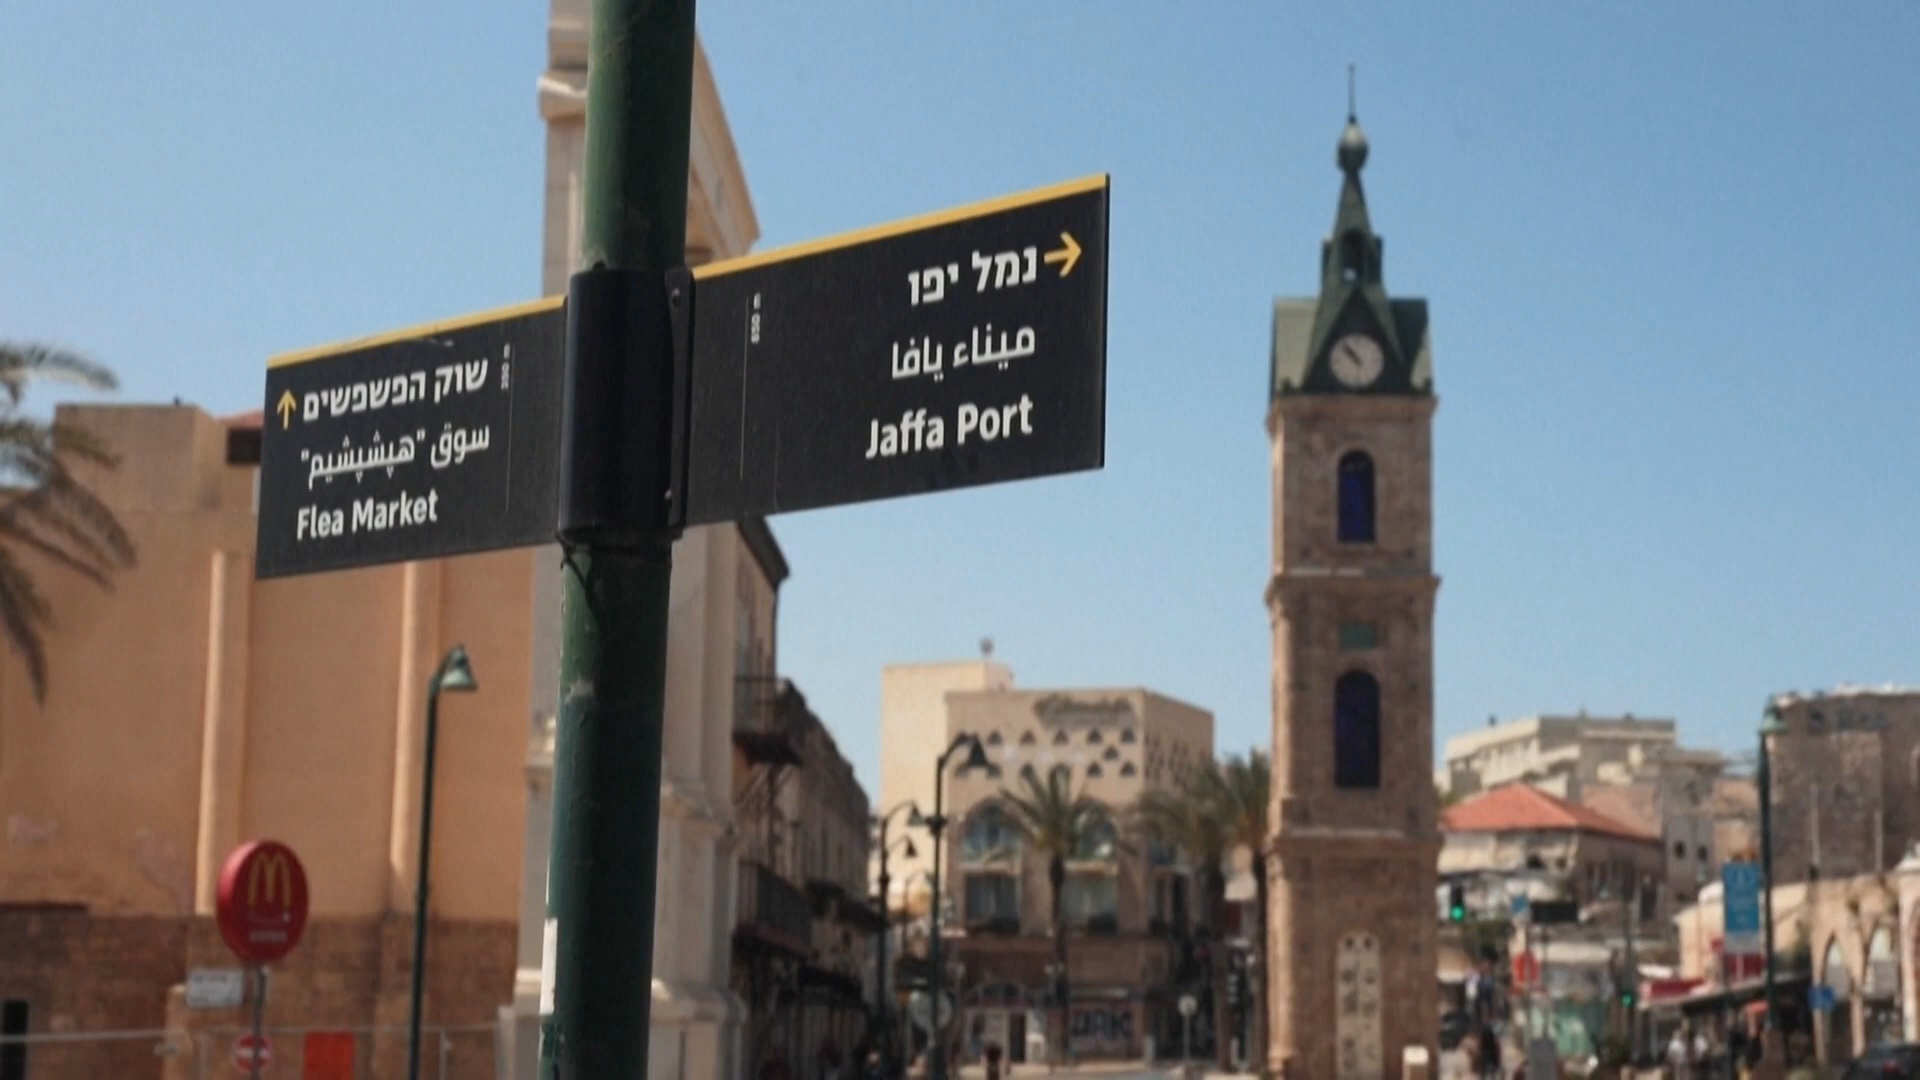 שוק הפשפשים
سوق "هپشپشيم"
Flea Market
נמל יפו
ميناء يافا
Jaffa Port